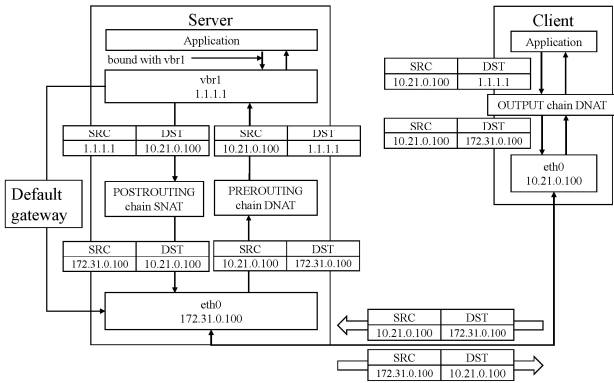 Server
Application
bound with vbr1
vbr1
1.1.1.1
SRC DST
1.1.1.1 10.21.0.100
SRC DST
10.21.0.100 1.1.1.1
Default
gateway
POSTROUTING
chain SNAT
PREROUTING
chain DNAT
SRC DST
172.31.0.100 10.21.0.100
SRC DST
10.21.0.100 172.31.0.100
eth0
172.31.0.100
Client
Application
SRC DST
10.21.0.100 1.1.1.1
OUTPUT chain DNAT
SRC DST
10.21.0.100 172.31.0.100
eth0
10.21.0.100
SRC DST
10.21.0.100 172.31.0.100
SRC DST
172.31.0.100 10.21.0.100